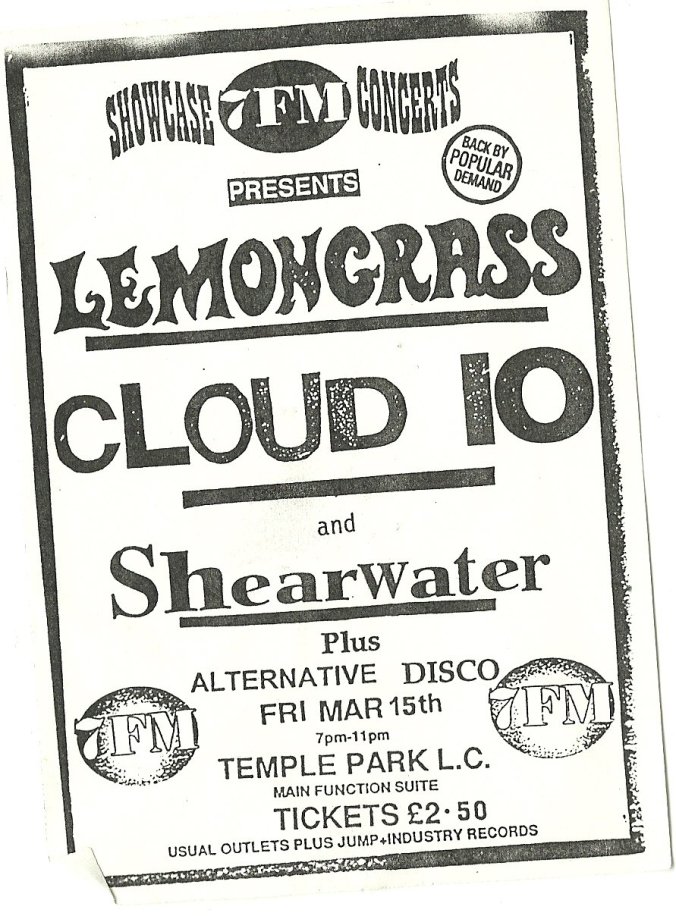 SHOWCASE 7FM CONCERTS
BACK BY
POPULAR
DEMAND
PRESENTS
LEMONGRASS
CLOUD 10
and
Shearwater
Plus
ALTERNATIVE DISCO
7FM
7FM
FRI MAR 15th
7pm-11pm
TEMPLE PARK L.C.
MAIN FUNCTION SUITE
TICKETS £2·50
USUAL OUTLETS PLUS JUMP+INDUSTRY RECORDS